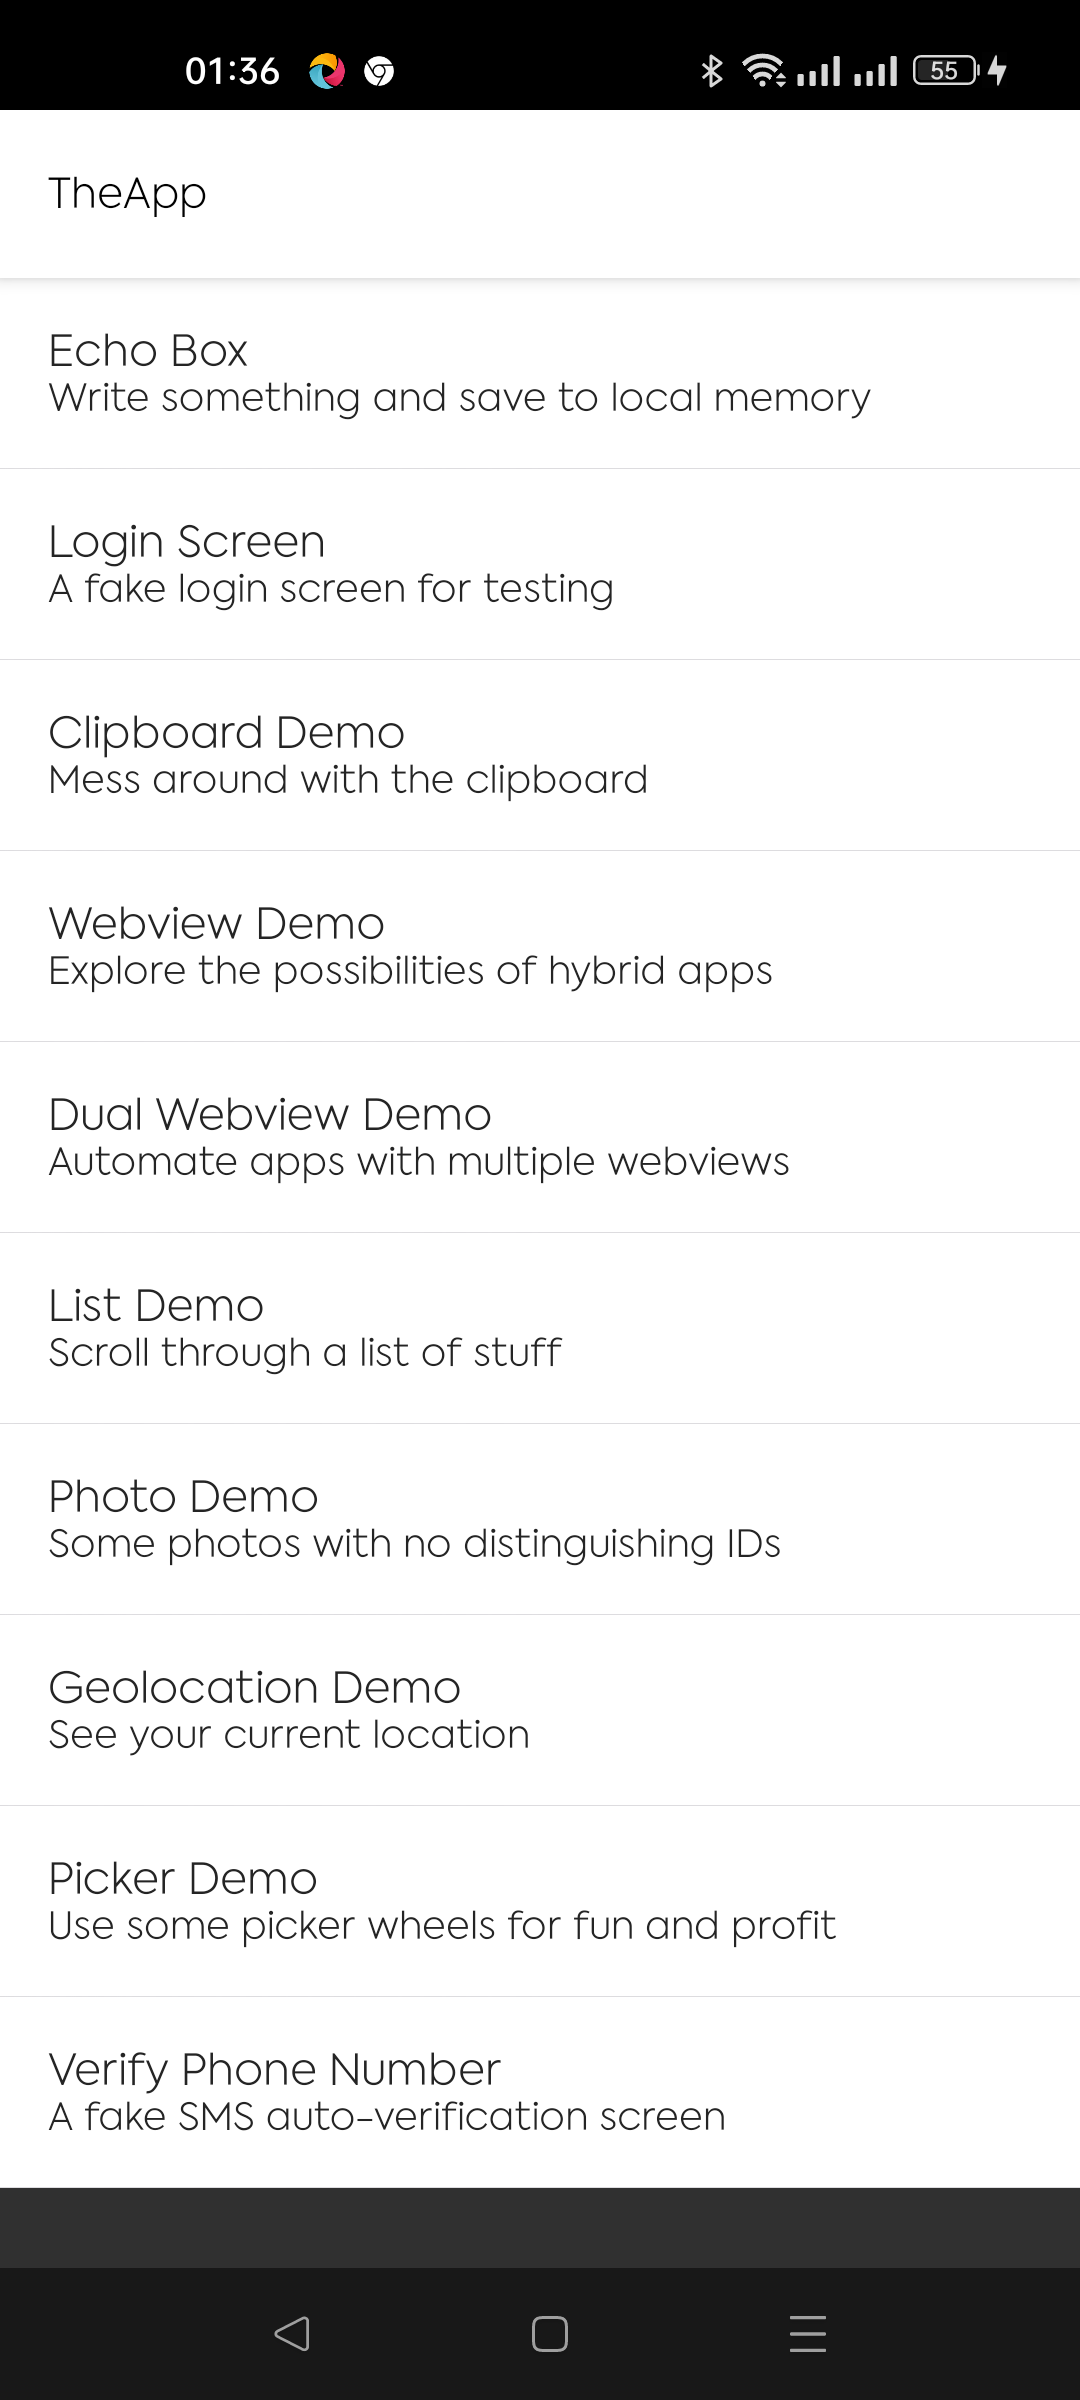 01:36
55
TheApp
Echo Box
Write something and save to local memory
Login Screen
A fake login screen for testing
Clipboard Demo
Mess around with the clipboard
Webview Demo
Explore the possibilities of hybrid apps
Dual Webview Demo
Automate apps with multiple webviews
List Demo
Scroll through a list of stuff
Photo Demo
Some photos with no distinguishing IDs
Geolocation Demo
See your current location
Picker Demo
Use some picker wheels for fun and profit
Verify Phone Number
A fake SMS auto-verification screen